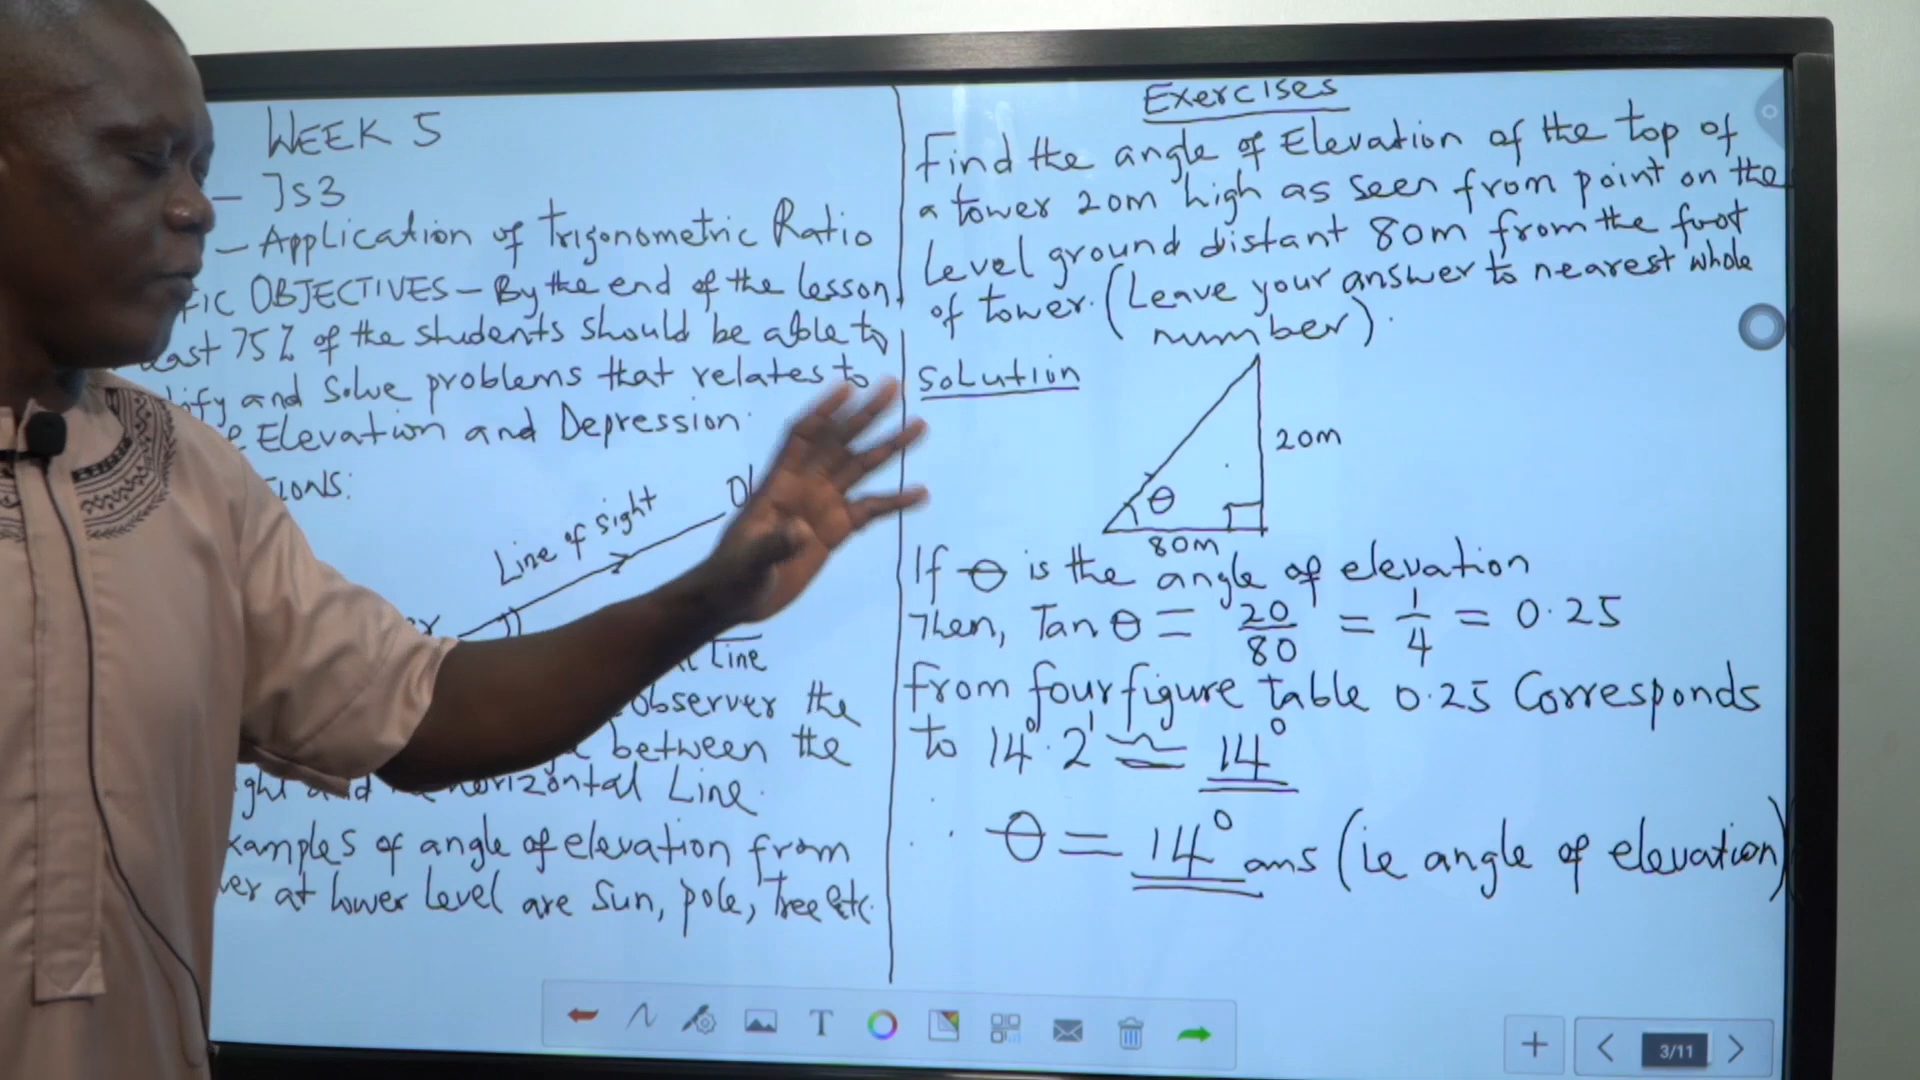 WEEK 5
- JS3
- Application of Trigonometric Ratio
OBJECTIVES - By the end of the lesson,
75% of the students should be able to
and Solve problems that relates to
Elevation and Depression.
Line of Sight
Line
observer the
between the
and horizontal Line.
examples of angle of elevation from
at lower Level are Sun, pole, Tree etc.
Exercises
Find the angle of Elevation of the top of
a tower 20m high as seen from point on the
Level ground distant 80m from the foot
of tower. (Leave your answer to nearest whole
number).
Solution
20m
θ
80m
If θ is the angle of elevation
Then, Tan θ = 20/80 = 1/4 = 0.25
From four figure table 0.25 Corresponds
to 14°.2' ≃ 14°
θ = 14° ans (ie angle of elevation)
T
3/11